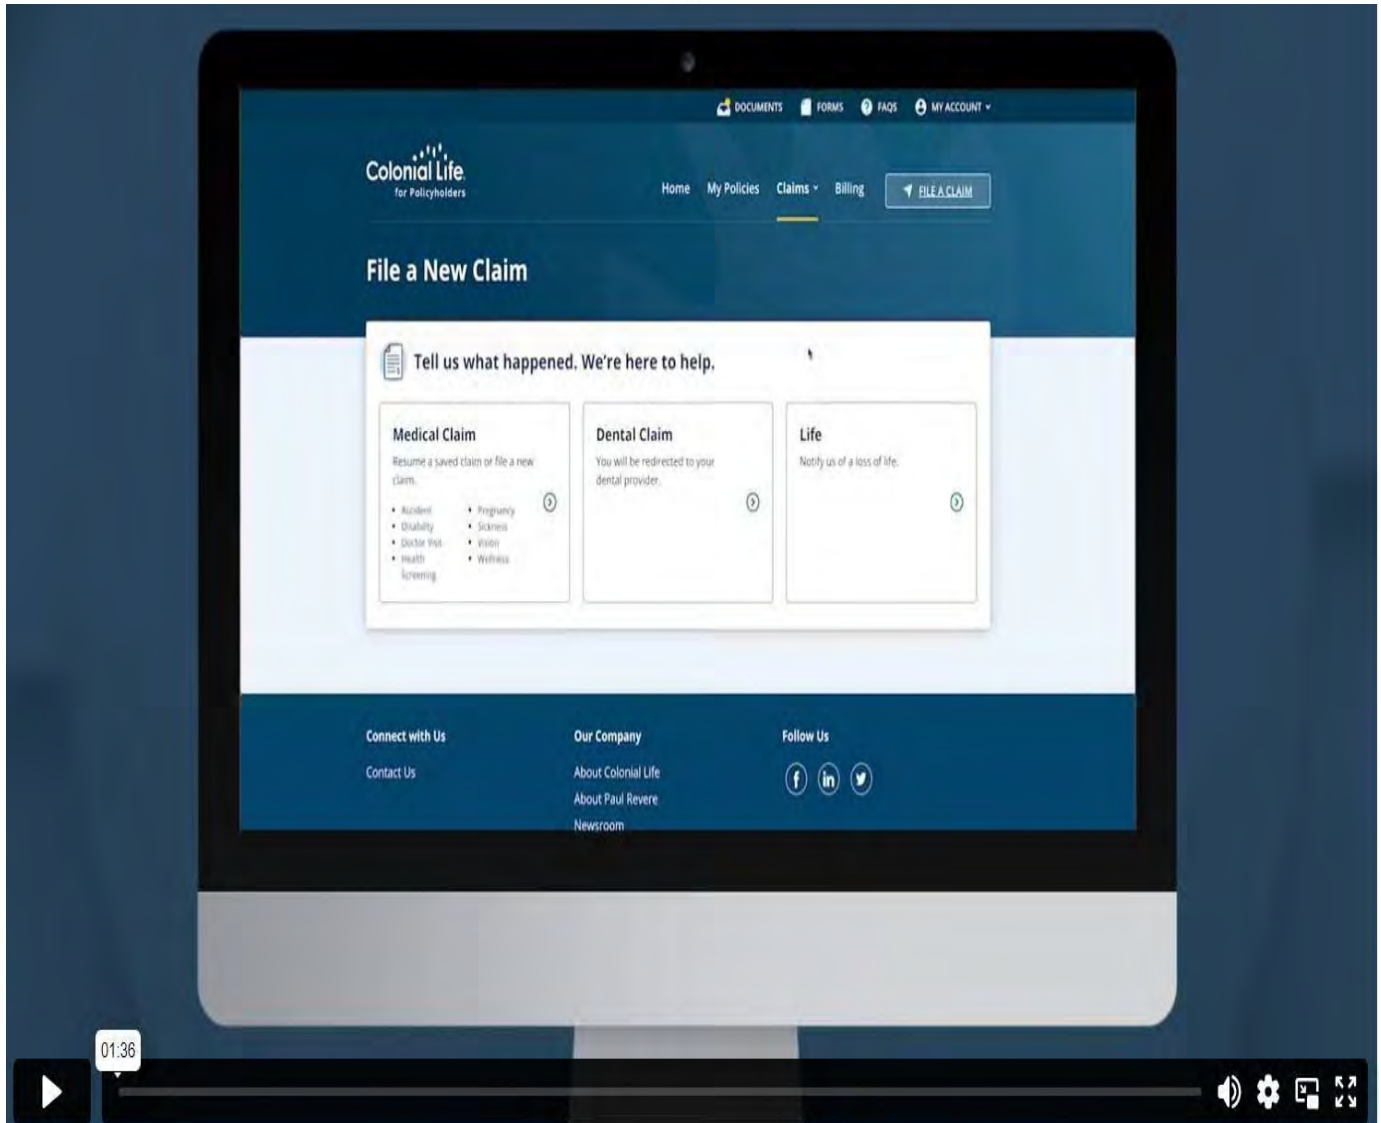 DOCUMENTS FORMS FAQS MY ACCOUNT
Colonial Life
for Policyholders
Home My Policies Claims Billing FILE A CLAIM
File a New Claim
Tell us what happened. We're here to help.
Medical Claim
Resume a saved claim or file a new
claim.
• Accident
• Disability
• Doctor Visit
• Health
Screening
• Pregnancy
• Sickness
• Vision
• Wellness
Dental Claim
You will be redirected to your
dental provider.
Life
Notify us of a loss of life.
Connect with Us
Contact Us
Our Company
About Colonial Life
About Paul Revere
Newsroom
Follow Us
01:36